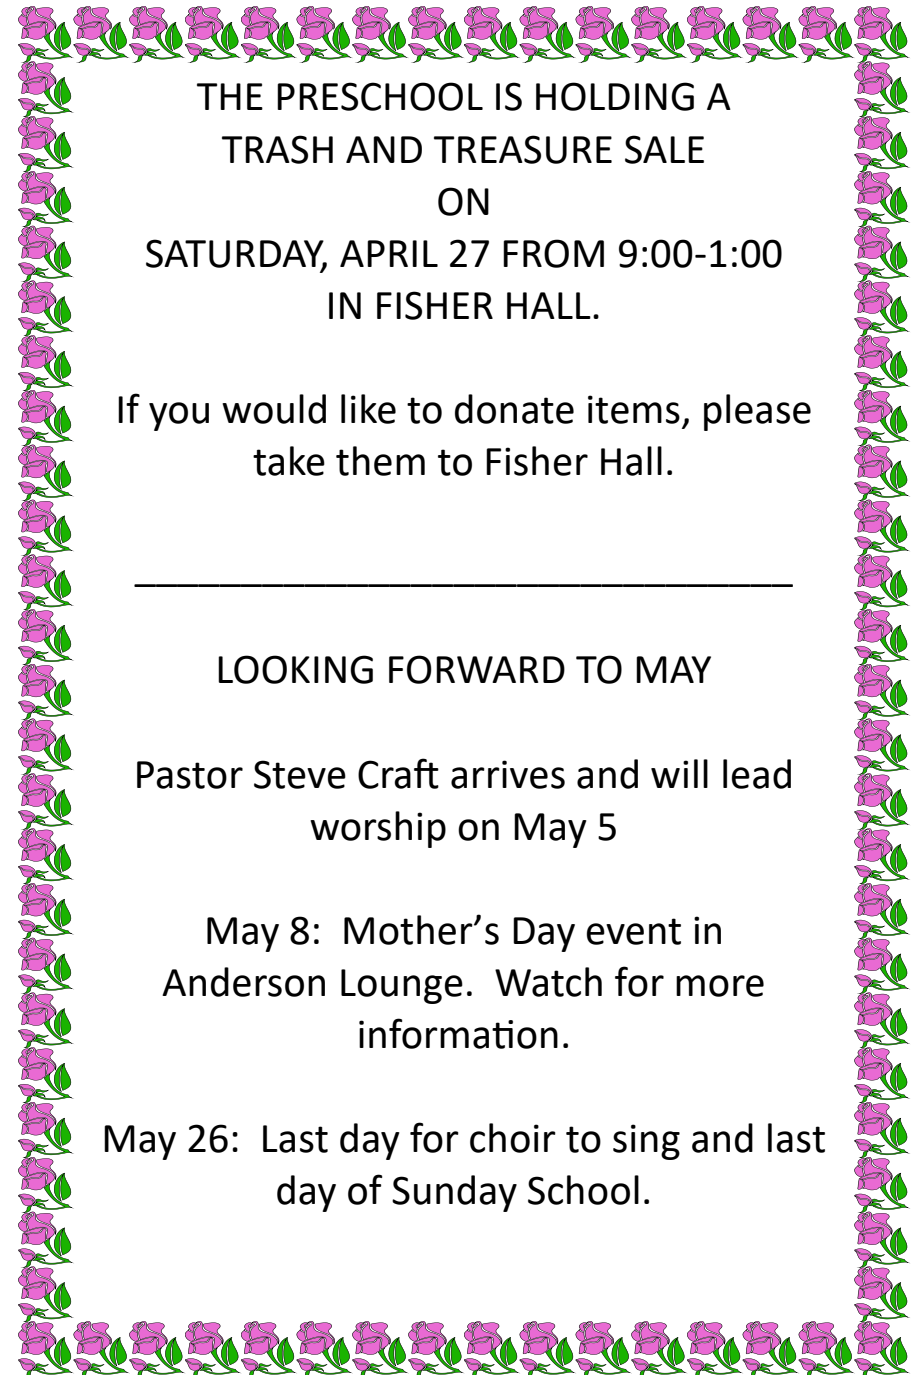 THE PRESCHOOL IS HOLDING A
TRASH AND TREASURE SALE
ON
SATURDAY, APRIL 27 FROM 9:00-1:00
IN FISHER HALL.
If you would like to donate items, please
take them to Fisher Hall.
_______________________________
LOOKING FORWARD TO MAY
Pastor Steve Craft arrives and will lead
worship on May 5
May 8:  Mother’s Day event in
Anderson Lounge.  Watch for more
information.
May 26:  Last day for choir to sing and last
day of Sunday School.